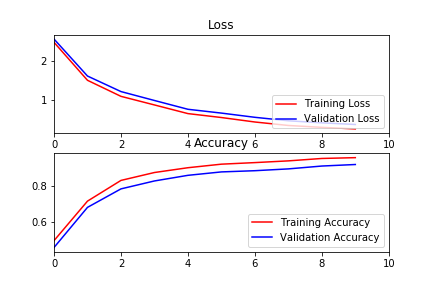 Loss
2
1
Training Loss
Validation Loss
0 2 4 6 8 10
Accuracy
0.8
0.6
Training Accuracy
Validation Accuracy
0 2 4 6 8 10